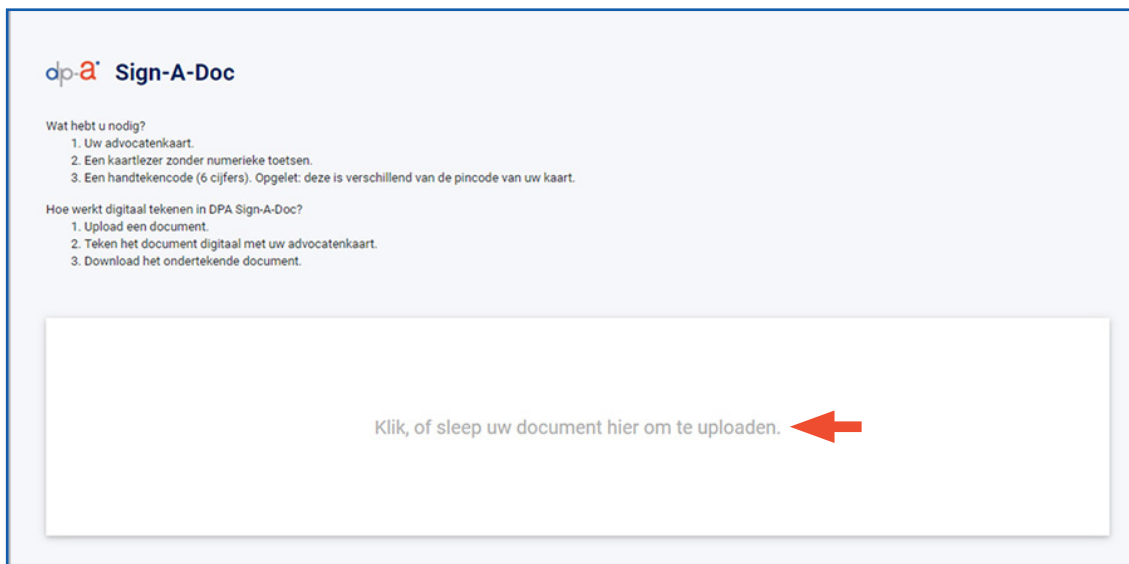 dp-a Sign-A-Doc
Wat hebt u nodig?
1. Uw advocatenkaart.
2. Een kaartlezer zonder numerieke toetsen.
3. Een handtekencode (6 cijfers). Opgelet: deze is verschillend van de pincode van uw kaart.
Hoe werkt digitaal tekenen in DPA Sign-A-Doc?
1. Upload een document.
2. Teken het document digitaal met uw advocatenkaart.
3. Download het ondertekende document.
Klik, of sleep uw document hier om te uploaden.